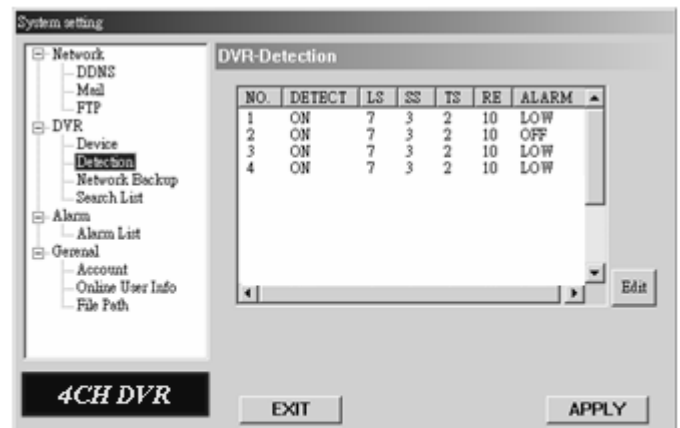 System setting
Network
DDNS
Mail
FTP
DVR
Device
Detection
Network Backup
Search List
Alarm
Alarm List
Gerenal
Account
Online User Info
File Path
4CH DVR
DVR-Detection
NO. DETECT LS SS TS RE ALARM
1 ON 7 3 2 10 LOW
2 ON 7 3 2 10 OFF
3 ON 7 3 2 10 LOW
4 ON 7 3 2 10 LOW
Edit
EXIT APPLY